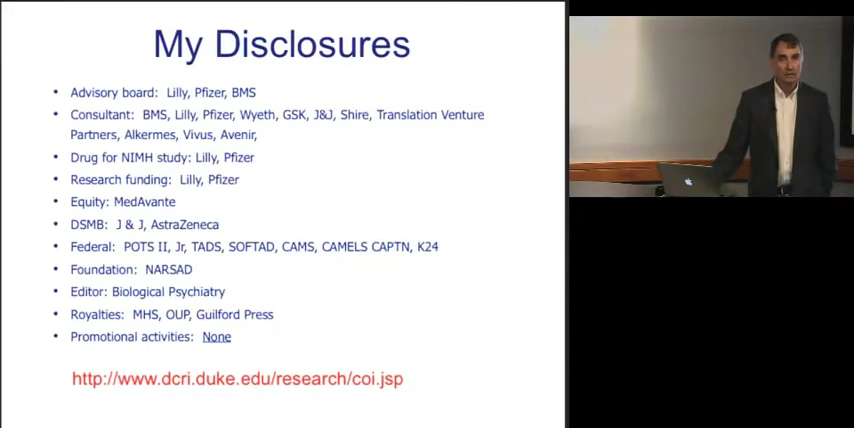 My Disclosures
• Advisory board: Lilly, Pfizer, BMS
• Consultant: BMS, Lilly, Pfizer, Wyeth, GSK, J&J, Shire, Translation Venture
Partners, Alkermes, Vivus, Avenir,
• Drug for NIMH study: Lilly, Pfizer
• Research funding: Lilly, Pfizer
• Equity: MedAvante
• DSMB: J & J, AstraZeneca
• Federal: POTS II, Jr, TADS, SOFTAD, CAMS, CAMELS CAPTN, K24
• Foundation: NARSAD
• Editor: Biological Psychiatry
• Royalties: MHS, OUP, Guilford Press
• Promotional activities: None
http://www.dcri.duke.edu/research/coi.jsp